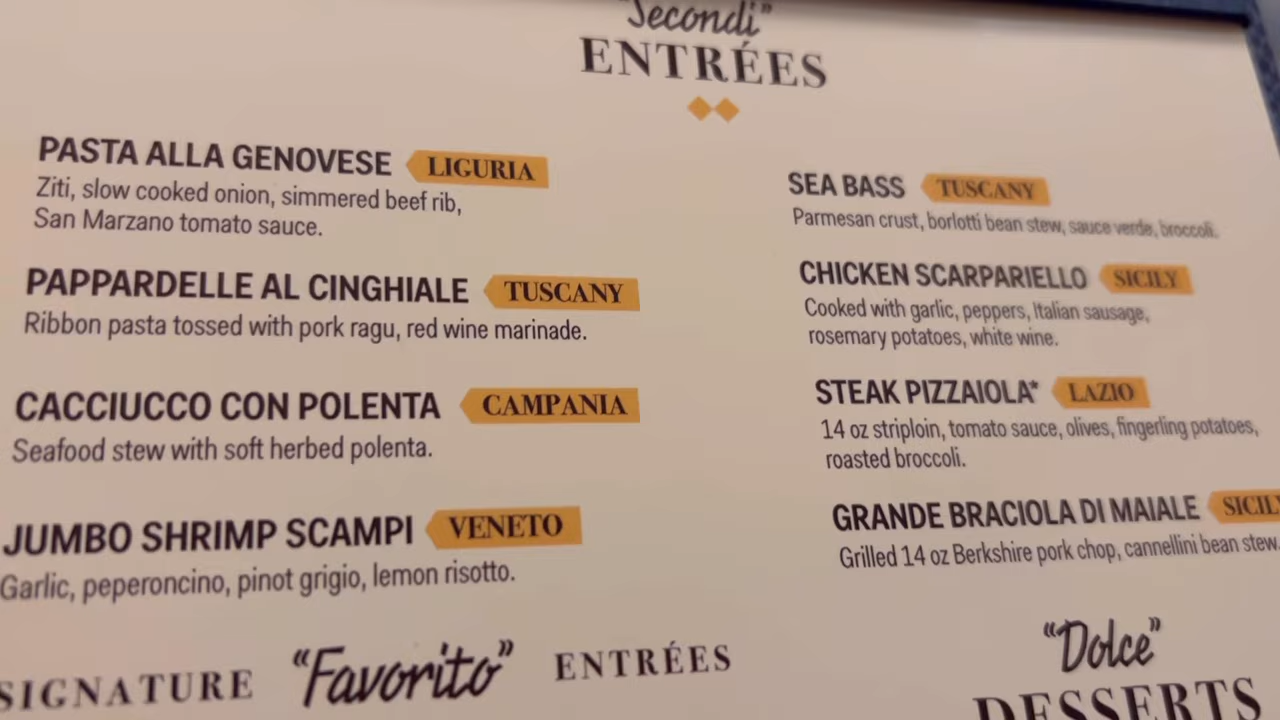 "Secondi"
ENTRÉES
PASTA ALLA GENOVESE LIGURIA
Ziti, slow cooked onion, simmered beef rib,
San Marzano tomato sauce.
PAPPARDELLE AL CINGHIALE TUSCANY
Ribbon pasta tossed with pork ragu, red wine marinade.
CACCIUCCO CON POLENTA CAMPANIA
Seafood stew with soft herbed polenta.
JUMBO SHRIMP SCAMPI VENETO
Garlic, peperoncino, pinot grigio, lemon risotto.
SEA BASS TUSCANY
Parmesan crust, borlotti bean stew, sauce verde, broccoli.
CHICKEN SCARPARIELLO SICILY
Cooked with garlic, peppers, Italian sausage,
rosemary potatoes, white wine.
STEAK PIZZAIOLA* LAZIO
14 oz striploin, tomato sauce, olives, fingerling potatoes,
roasted broccoli.
GRANDE BRACIOLA DI MAIALE SICILY
Grilled 14 oz Berkshire pork chop, cannellini bean stew.
SIGNATURE "Favorito" ENTRÉES
"Dolce"
DESSERTS